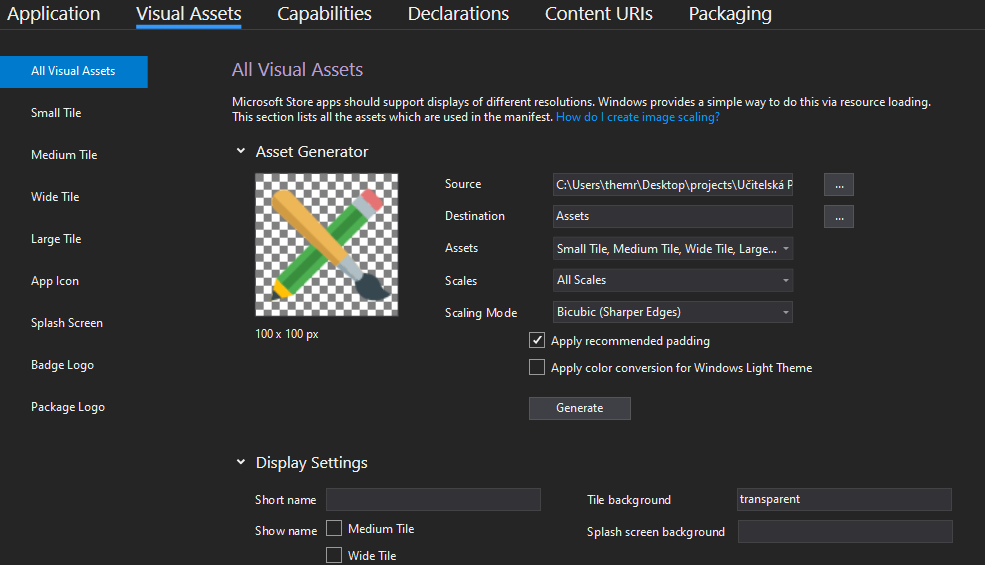 Application Visual Assets Capabilities Declarations Content URIs Packaging
All Visual Assets
Small Tile
Medium Tile
Wide Tile
Large Tile
App Icon
Splash Screen
Badge Logo
Package Logo
All Visual Assets
Microsoft Store apps should support displays of different resolutions. Windows provides a simple way to do this via resource loading.
This section lists all the assets which are used in the manifest. How do I create image scaling?
Asset Generator
100 x 100 px
Source C:\Users\themr\Desktop\projects\Učitelská P ...
Destination Assets ...
Assets Small Tile, Medium Tile, Wide Tile, Large...
Scales All Scales
Scaling Mode Bicubic (Sharper Edges)
Apply recommended padding
Apply color conversion for Windows Light Theme
Generate
Display Settings
Short name Tile background transparent
Show name Medium Tile Splash screen background
Wide Tile